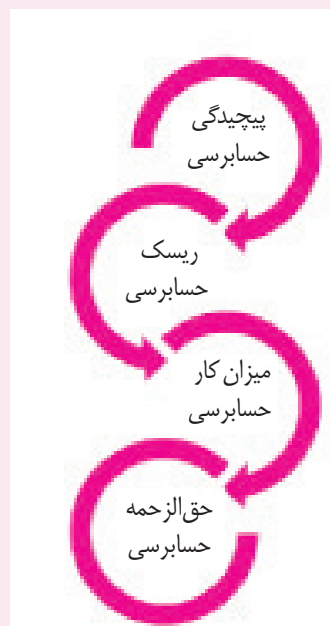 پیچیدگی
حسابرسی
ریسک
حسابرسی
میزان کار
حسابرسی
حق‌الزحمه
حسابرسی